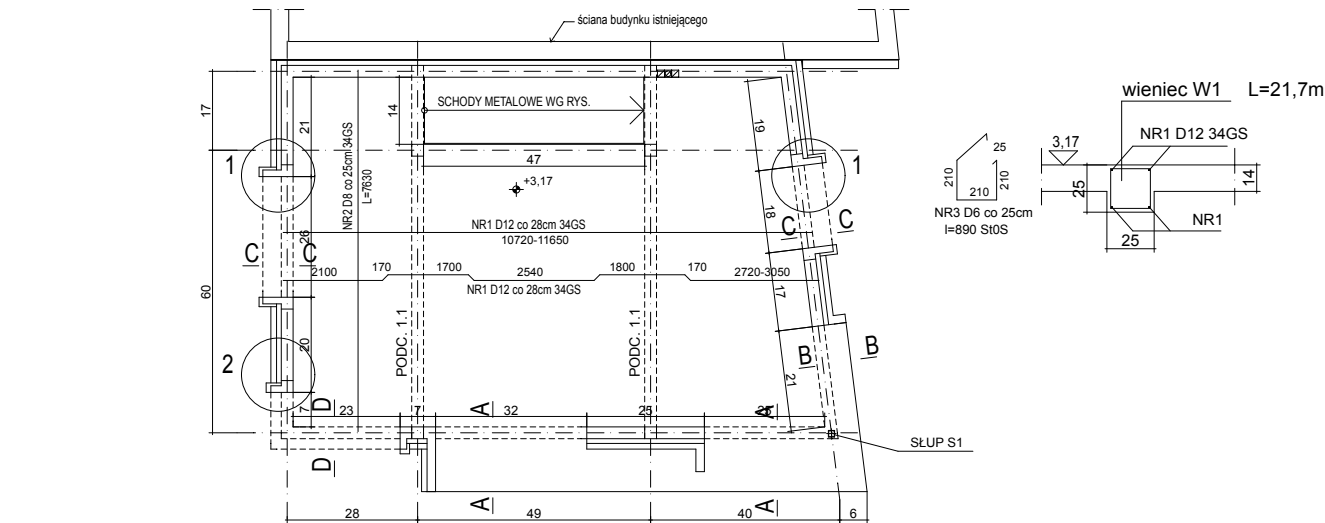 ściana budynku istniejącego
SCHODY METALOWE WG RYS.
17
14
21
47
19
1
1
+3,17
NR2 D8 co 25cm 34GS
L=7630
NR1 D12 co 28cm 34GS
10720-11650
18
C
C
C
C
26
2100
170
1700
2540
1800
170
2720-3050
NR1 D12 co 28cm 34GS
17
60
PODC. 1.1
PODC. 1.1
20
2
B
B
21
7
D
23
7
A
32
25
A
SŁUP S1
D
A
A
28
49
40
6
wieniec W1 L=21,7m
NR1 D12 34GS
3,17
25
210
210
210
NR3 D6 co 25cm
l=890 St0S
25
14
NR1
25